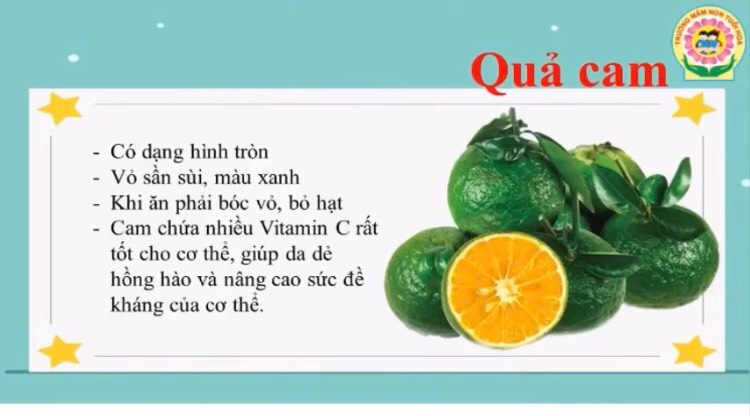 TRƯỜNG MẦM NON TUỔI HOA
Quả cam
- Có dạng hình tròn
- Vỏ sần sùi, màu xanh
- Khi ăn phải bóc vỏ, bỏ hạt
- Cam chứa nhiều Vitamin C rất
tốt cho cơ thể, giúp da dẻ
hồng hào và nâng cao sức đề
kháng của cơ thể.